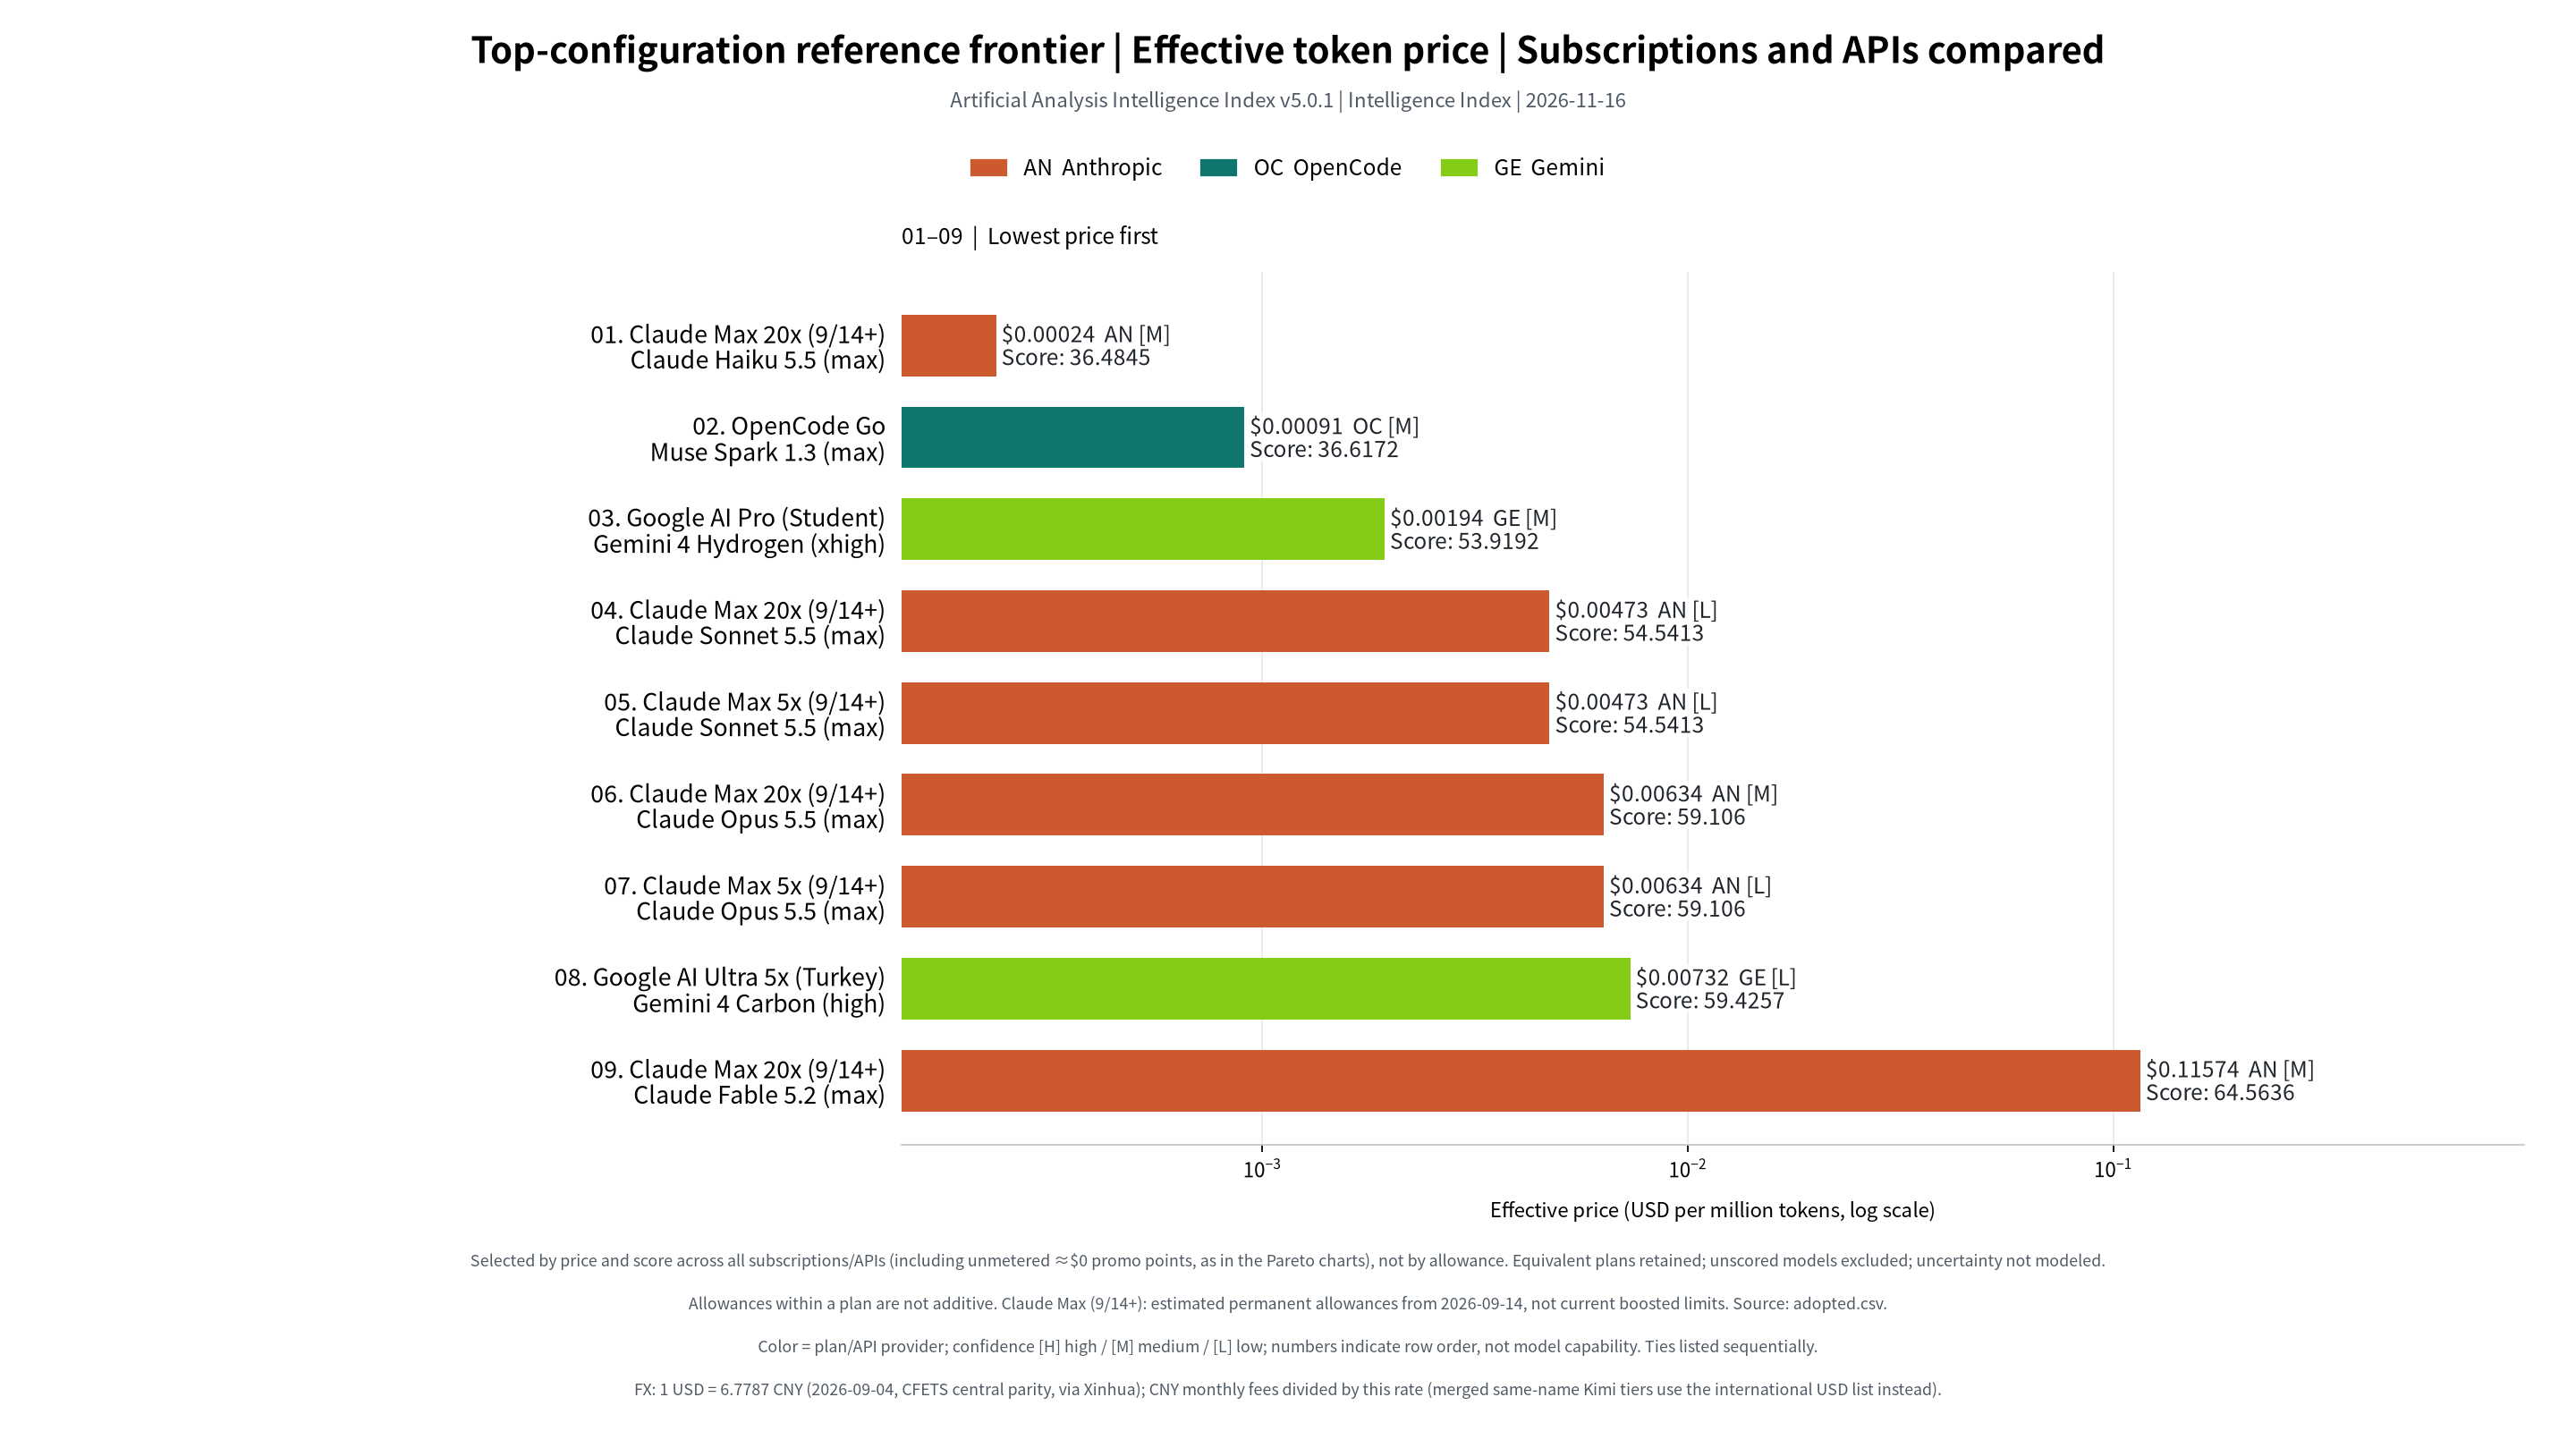 Top-configuration reference frontier | Effective token price | Subscriptions and APIs compared
Artificial Analysis Intelligence Index v5.0.1 | Intelligence Index | 2026-11-16
AN Anthropic
OC OpenCode
GE Gemini
01–09 | Lowest price first
01. Claude Max 20x (9/14+)
Claude Haiku 5.5 (max)
$0.00024 AN [M]
Score: 36.4845
02. OpenCode Go
Muse Spark 1.3 (max)
$0.00091 OC [M]
Score: 36.6172
03. Google AI Pro (Student)
Gemini 4 Hydrogen (xhigh)
$0.00194 GE [M]
Score: 53.9192
04. Claude Max 20x (9/14+)
Claude Sonnet 5.5 (max)
$0.00473 AN [L]
Score: 54.5413
05. Claude Max 5x (9/14+)
Claude Sonnet 5.5 (max)
$0.00473 AN [L]
Score: 54.5413
06. Claude Max 20x (9/14+)
Claude Opus 5.5 (max)
$0.00634 AN [M]
Score: 59.106
07. Claude Max 5x (9/14+)
Claude Opus 5.5 (max)
$0.00634 AN [L]
Score: 59.106
08. Google AI Ultra 5x (Turkey)
Gemini 4 Carbon (high)
$0.00732 GE [L]
Score: 59.4257
09. Claude Max 20x (9/14+)
Claude Fable 5.2 (max)
$0.11574 AN [M]
Score: 64.5636
10⁻³
10⁻²
10⁻¹
Effective price (USD per million tokens, log scale)
Selected by price and score across all subscriptions/APIs (including unmetered ≈$0 promo points, as in the Pareto charts), not by allowance. Equivalent plans retained; unscored models excluded; uncertainty not modeled.
Allowances within a plan are not additive. Claude Max (9/14+): estimated permanent allowances from 2026-09-14, not current boosted limits. Source: adopted.csv.
Color = plan/API provider; confidence [H] high / [M] medium / [L] low; numbers indicate row order, not model capability. Ties listed sequentially.
FX: 1 USD = 6.7787 CNY (2026-09-04, CFETS central parity, via Xinhua); CNY monthly fees divided by this rate (merged same-name Kimi tiers use the international USD list instead).